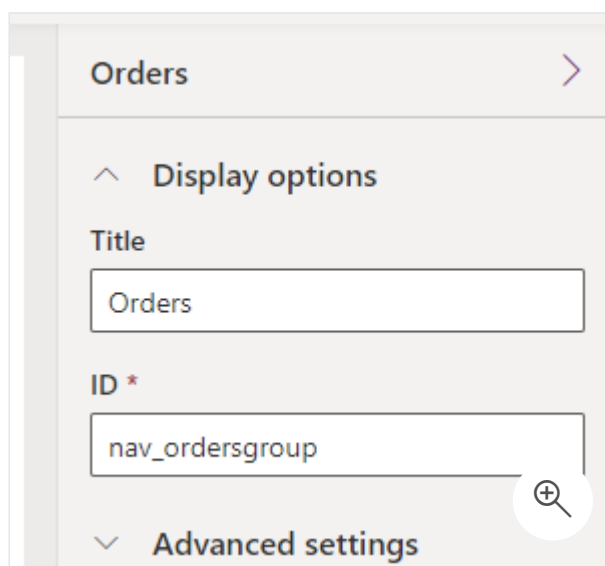 Orders
Display options
Title
Orders
ID *
nav_ordersgroup
Advanced settings